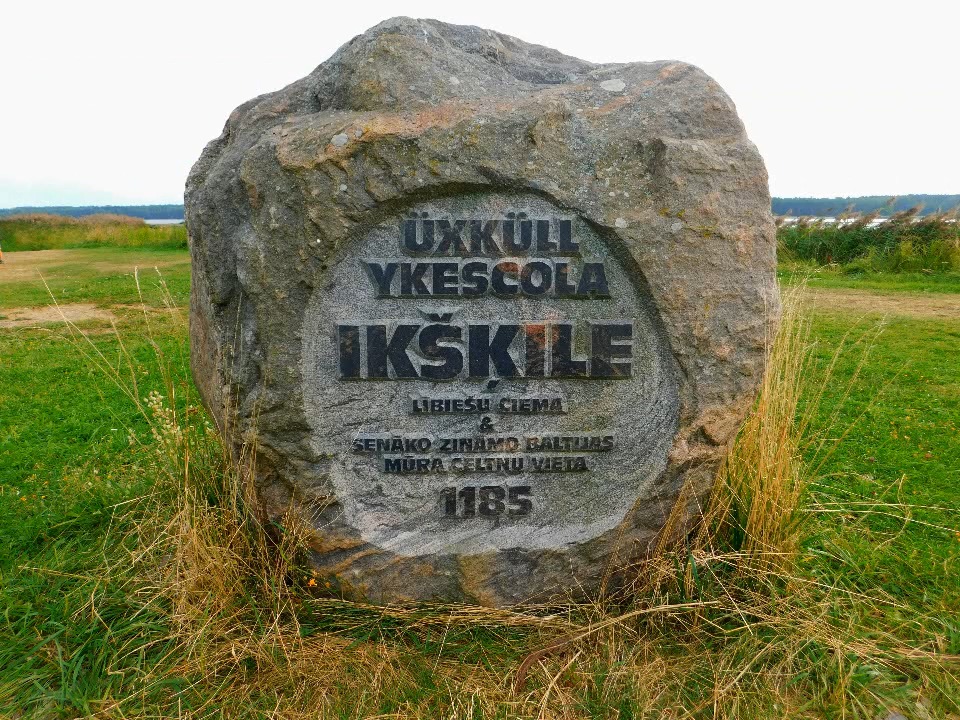 ÜXKÜLL
YKESCOLA
IKŠĶILE
LĪBIEŠU CIEMA
&
SENĀKO ZINĀMO BALTIJAS
MŪRA CELTŅU VIETA
1185